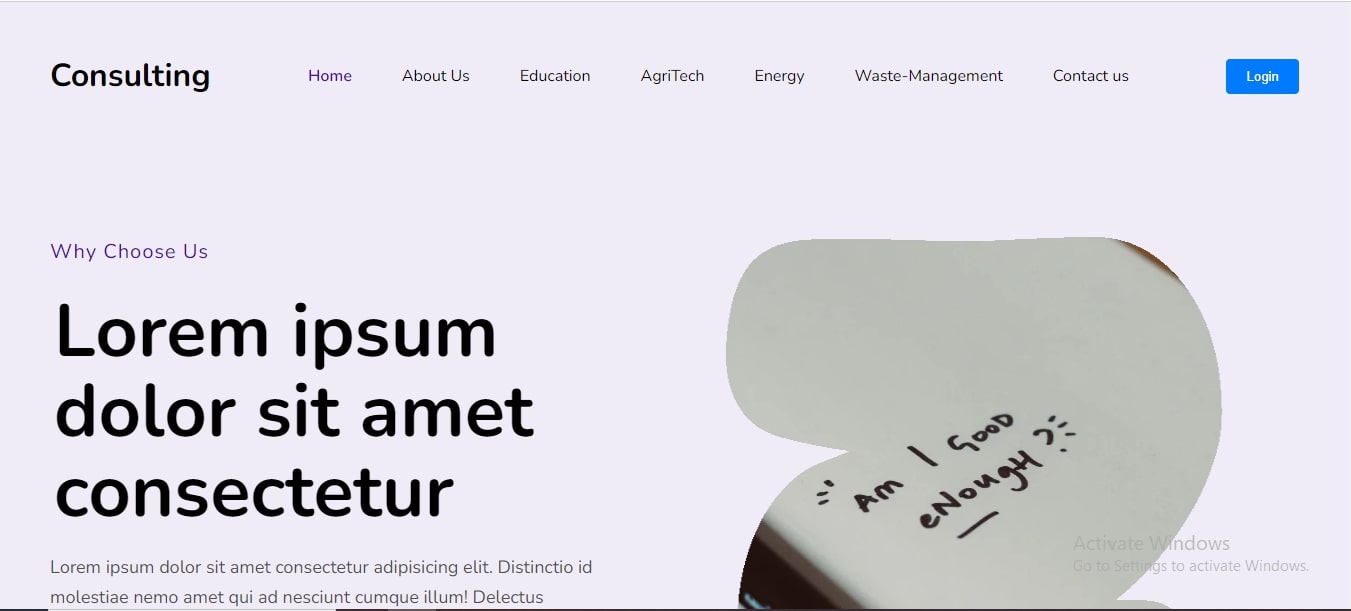 Consulting
Home About Us Education AgriTech Energy Waste-Management Contact us
Login
Why Choose Us
Lorem ipsum
dolor sit amet
consectetur
Lorem ipsum dolor sit amet consectetur adipisicing elit. Distinctio id
molestiae nemo amet qui ad nesciunt cumque illum! Delectus
AM I GOOD
eNougH ?
Activate Windows
Go to Settings to activate Windows.